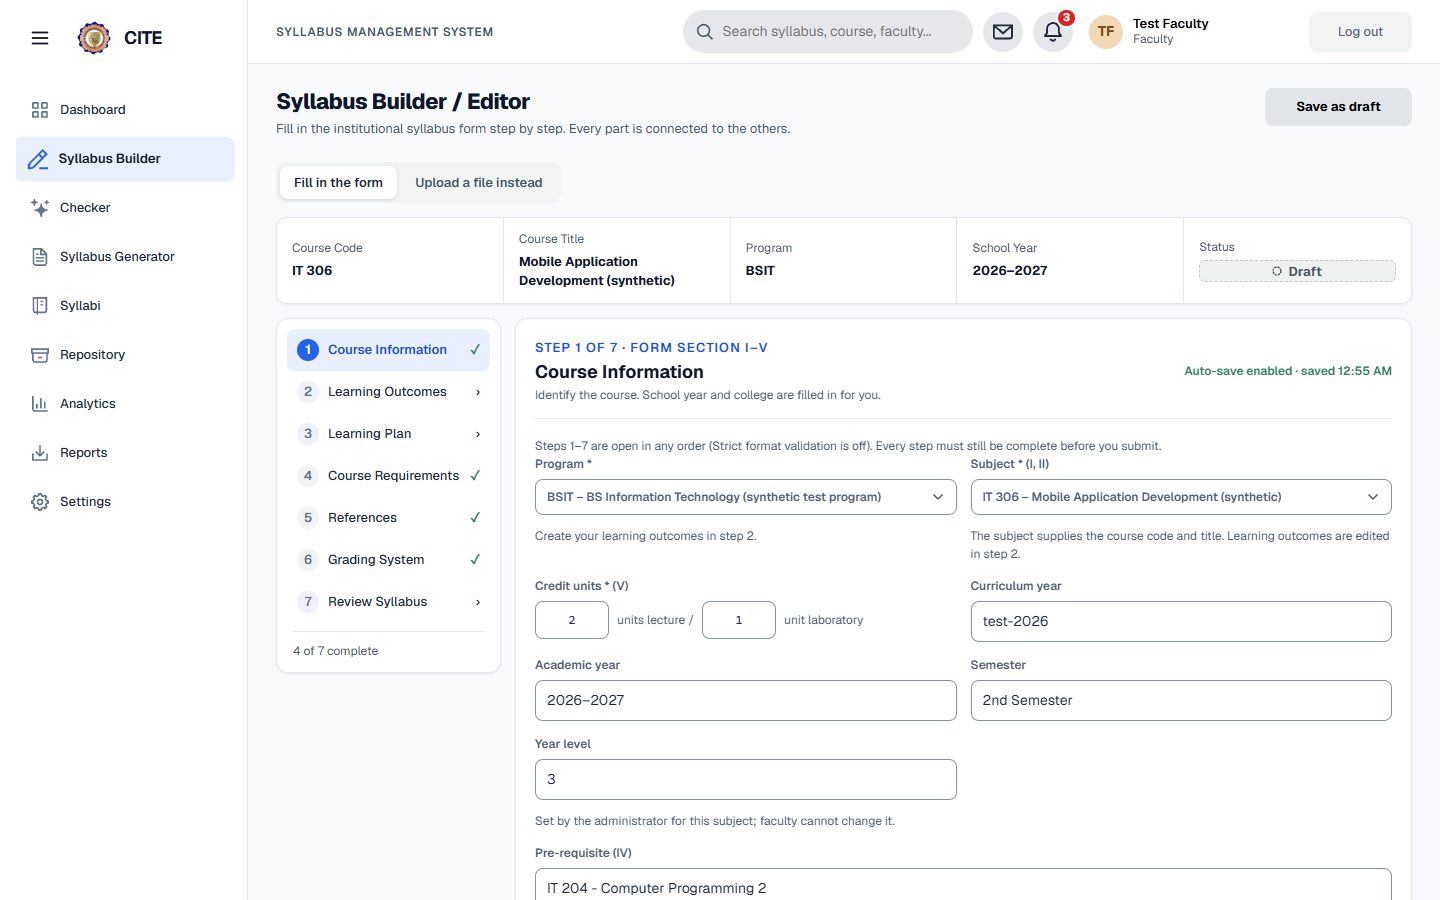 CITE
SYLLABUS MANAGEMENT SYSTEM
Search syllabus, course, faculty...
3
TF
Test Faculty
Faculty
Log out
Dashboard
Syllabus Builder
Checker
Syllabus Generator
Syllabi
Repository
Analytics
Reports
Settings
Syllabus Builder / Editor
Fill in the institutional syllabus form step by step. Every part is connected to the others.
Save as draft
Fill in the form
Upload a file instead
Course Code
IT 306
Course Title
Mobile Application
Development (synthetic)
Program
BSIT
School Year
2026–2027
Status
Draft
1 Course Information ✓
2 Learning Outcomes ›
3 Learning Plan ›
4 Course Requirements ✓
5 References ✓
6 Grading System ✓
7 Review Syllabus ›
4 of 7 complete
STEP 1 OF 7 · FORM SECTION I–V
Course Information
Auto-save enabled · saved 12:55 AM
Identify the course. School year and college are filled in for you.
Steps 1–7 are open in any order (Strict format validation is off). Every step must still be complete before you submit.
Program *
BSIT – BS Information Technology (synthetic test program)
Create your learning outcomes in step 2.
Subject * (I, II)
IT 306 – Mobile Application Development (synthetic)
The subject supplies the course code and title. Learning outcomes are edited
in step 2.
Credit units * (V)
2 units lecture / 1 unit laboratory
Curriculum year
test-2026
Academic year
2026–2027
Semester
2nd Semester
Year level
3
Set by the administrator for this subject; faculty cannot change it.
Pre-requisite (IV)
IT 204 - Computer Programming 2